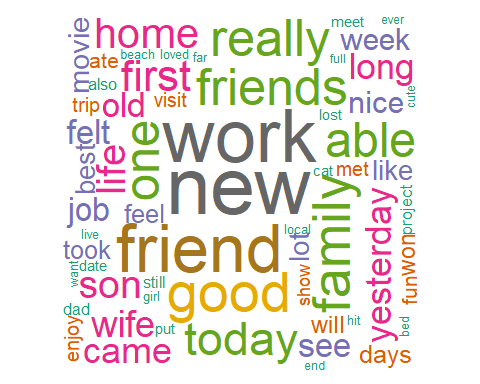 meet ever
home really week
movie beach loved far full
ate first friends long
also
trip old visit nice cute
lost
felt one work able
best life new cat met like
job feel family yesterday project
friend local lot won
live took
want date son still good show fun
girl
dad wife put today will hit bed
enjoy came see days
end